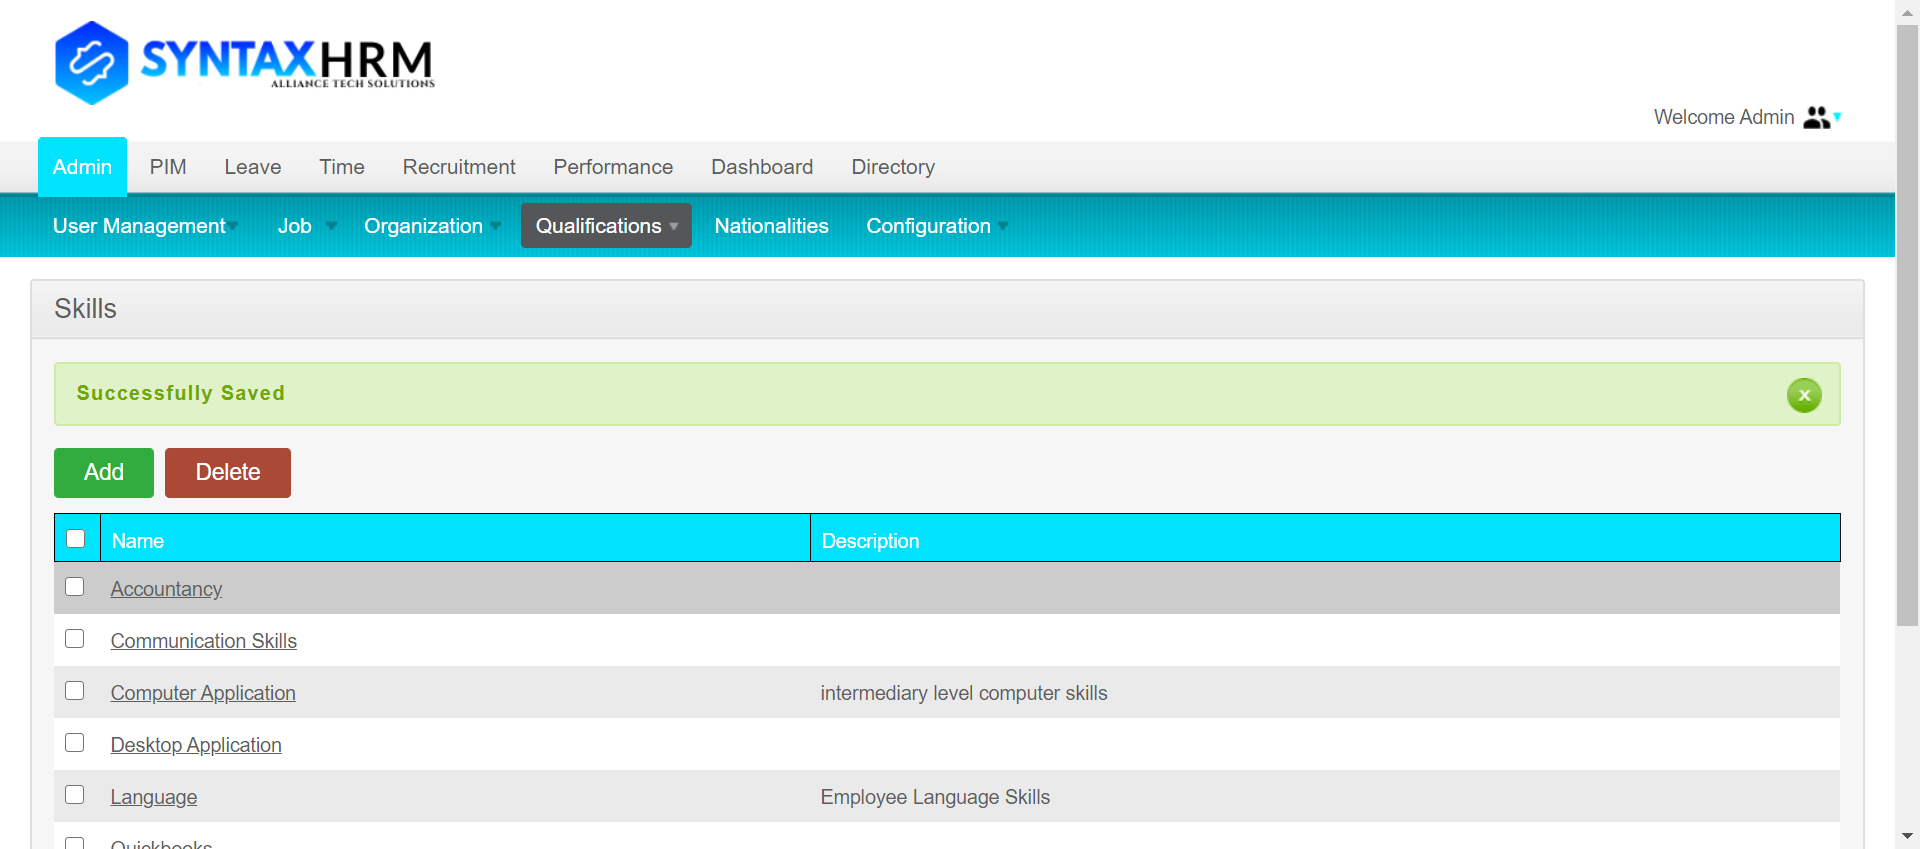 SYNTAXHRM
ALLIANCE TECH SOLUTIONS
Welcome Admin
Admin PIM Leave Time Recruitment Performance Dashboard Directory
User Management Job Organization Qualifications Nationalities Configuration
Skills
Successfully Saved
x
Add Delete
Name Description
Accountancy
Communication Skills
Computer Application intermediary level computer skills
Desktop Application
Language Employee Language Skills
Quickbooks